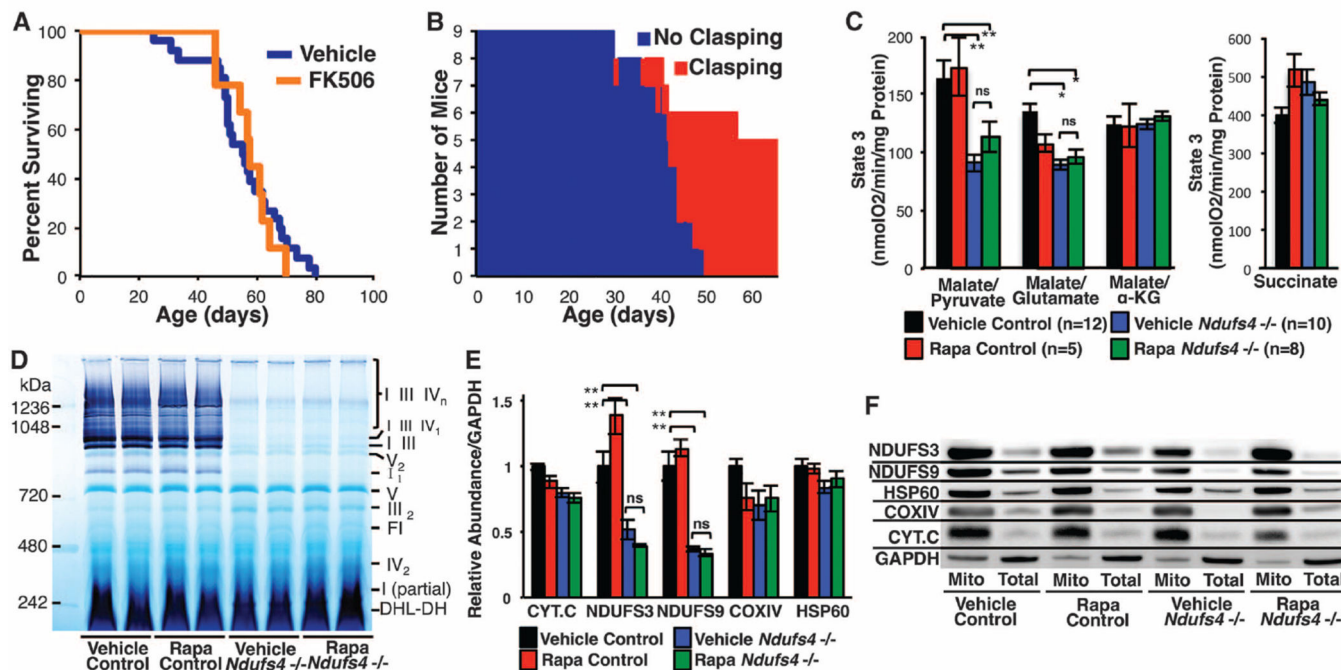 A
Percent Surviving
100
80
60
40
20
0
Vehicle
FK506
0 20 40 60 80 100
Age (days)
B
Number of Mice
9
8
7
6
5
4
3
2
1
No Clasping
Clasping
0 10 20 30 40 50 60
Age (days)
C
State 3
(nmolO2/min/mg Protein)
200
150
100
50
0
**
**
ns
*
*
ns
Malate/
Pyruvate
Malate/
Glutamate
Malate/
α-KG
State 3
(nmolO2/min/mg Protein)
600
500
400
300
200
100
0
Succinate
Vehicle Control (n=12)
Vehicle Ndufs4 -/- (n=10)
Rapa Control (n=5)
Rapa Ndufs4 -/- (n=8)
D
kDa
1236
1048
720
480
242
I III IVn
I III IV1
I III
V2
I1
V
III2
FI
IV2
I (partial)
DHL-DH
Vehicle
Control
Rapa
Control
Vehicle
Ndufs4 -/-
Rapa
Ndufs4 -/-
E
Relative Abundance/GAPDH
1.5
1
0.5
0
**
**
ns
**
**
ns
CYT.C NDUFS3 NDUFS9 COXIV HSP60
Vehicle Control
Vehicle Ndufs4 -/-
Rapa Control
Rapa Ndufs4 -/-
F
NDUFS3
NDUFS9
HSP60
COXIV
CYT.C
GAPDH
Mito Total Mito Total Mito Total Mito Total
Vehicle
Control
Rapa
Control
Vehicle
Ndufs4 -/-
Rapa
Ndufs4 -/-